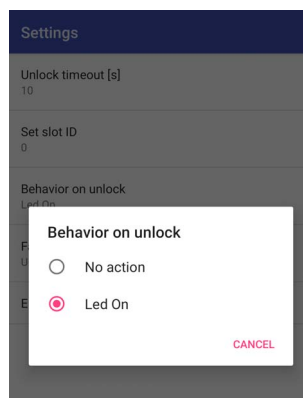 Settings
Unlock timeout [s]
10
Set slot ID
0
Behavior on unlock
Led On
Behavior on unlock
No action
Led On
CANCEL